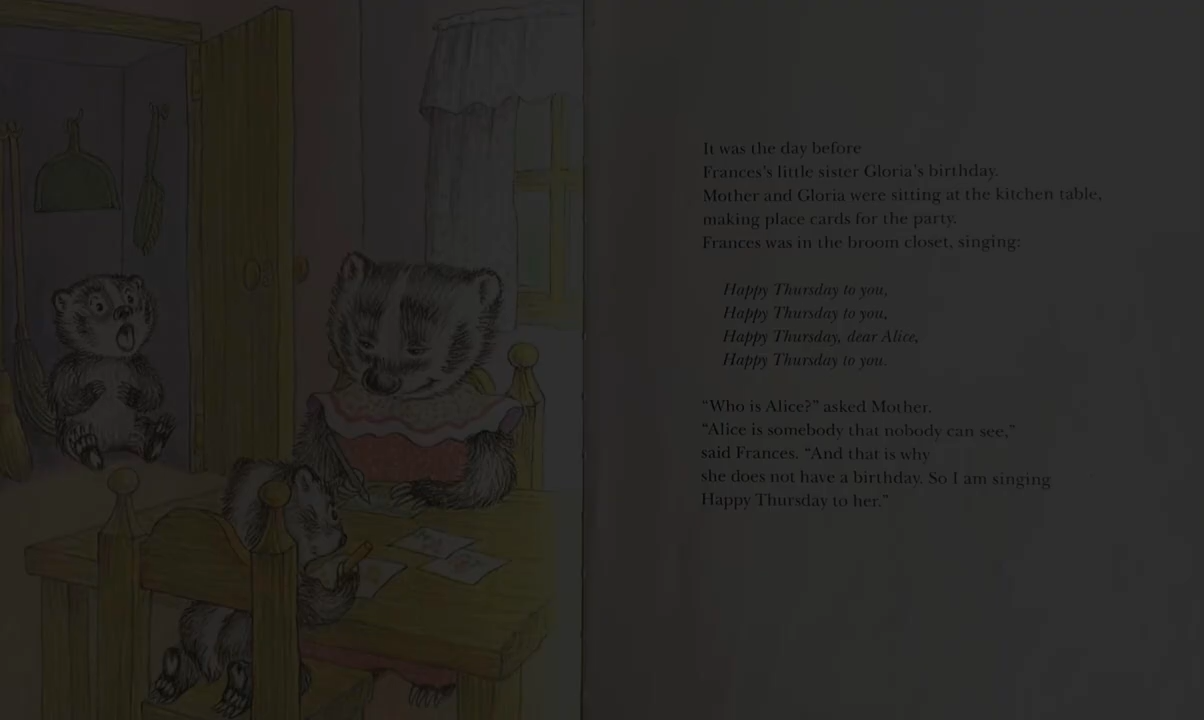 It was the day before
Frances's little sister Gloria's birthday.
Mother and Gloria were sitting at the kitchen table,
making place cards for the party.
Frances was in the broom closet, singing:
Happy Thursday to you,
Happy Thursday to you,
Happy Thursday, dear Alice,
Happy Thursday to you.
"Who is Alice?" asked Mother.
"Alice is somebody that nobody can see,"
said Frances. "And that is why
she does not have a birthday. So I am singing
Happy Thursday to her."